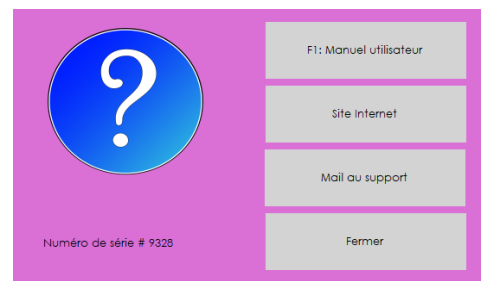 ?
F1: Manuel utilisateur
Site Internet
Mail au support
Numéro de série # 9328
Fermer